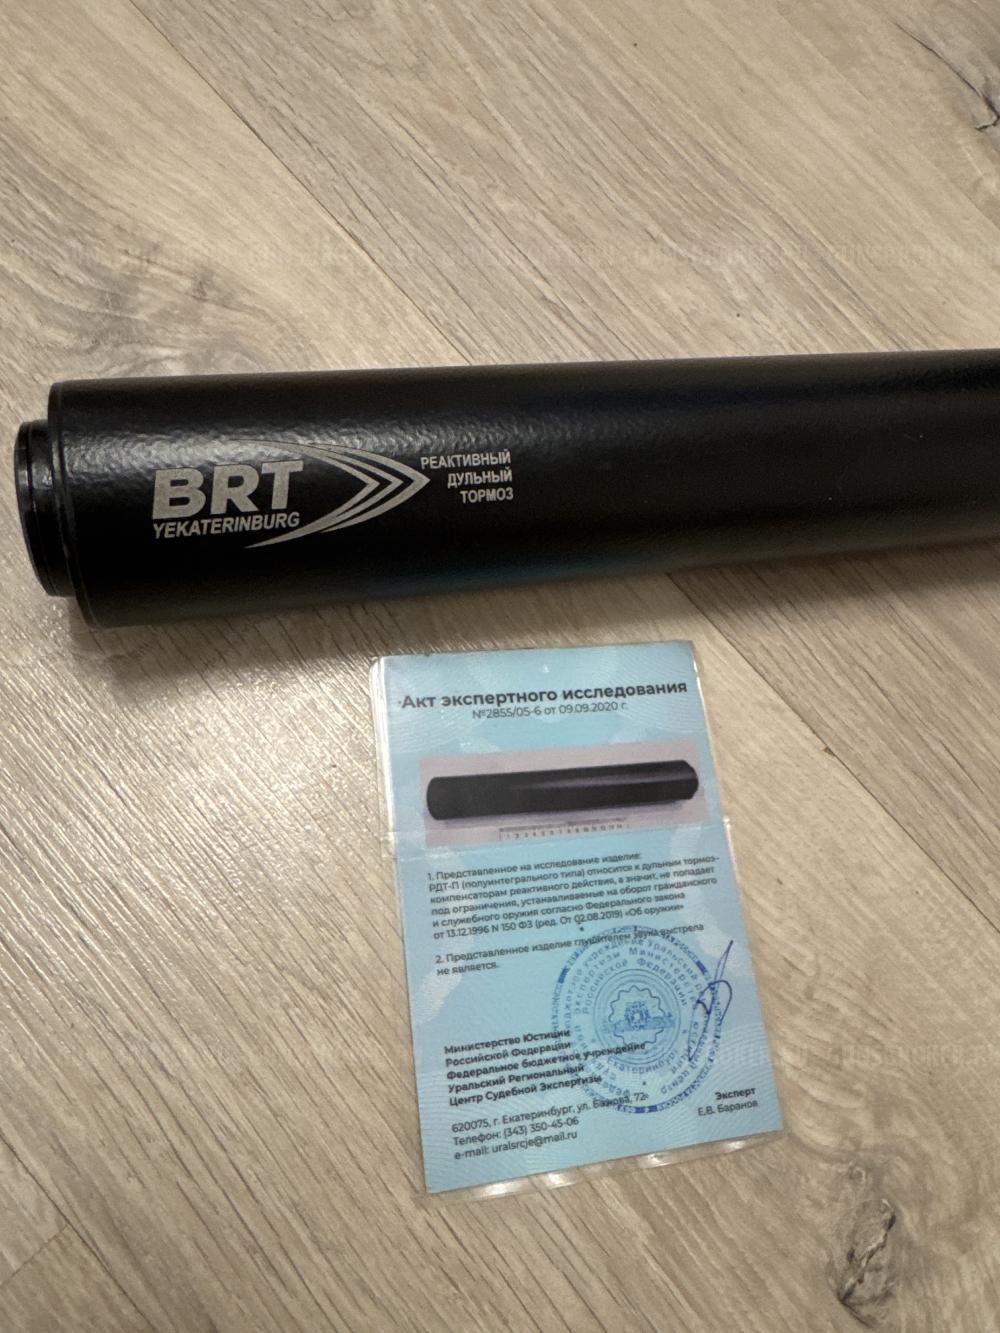 BRT
YEKATERINBURG
РЕАКТИВНЫЙ
ДУЛЬНЫЙ
ТОРМОЗ
Акт экспертного исследования
№2855/05-6 от 09.09.2020 г.
1. Представленное на исследование изделие:
РДТ-П (полуинтегрального типа) относится к дульным тормоз-
компенсаторам реактивного действия, а значит, не попадает
под ограничения, устанавливаемые на оборот гражданского
и служебного оружия согласно Федерального закона
от 13.12.1996 N 150 ФЗ (ред. От 02.08.2019) «Об оружии»
2. Представленное изделие глушителем звука выстрела
не является.
Министерство Юстиции
Российской Федерации
Федеральное бюджетное учреждение
Уральский Региональный
Центр Судебной Экспертизы
620075, г. Екатеринбург, ул. Бажова, 72
Телефон: (343) 350-45-06
e-mail: uralsrcje@mail.ru
Эксперт
Е.В. Баранов